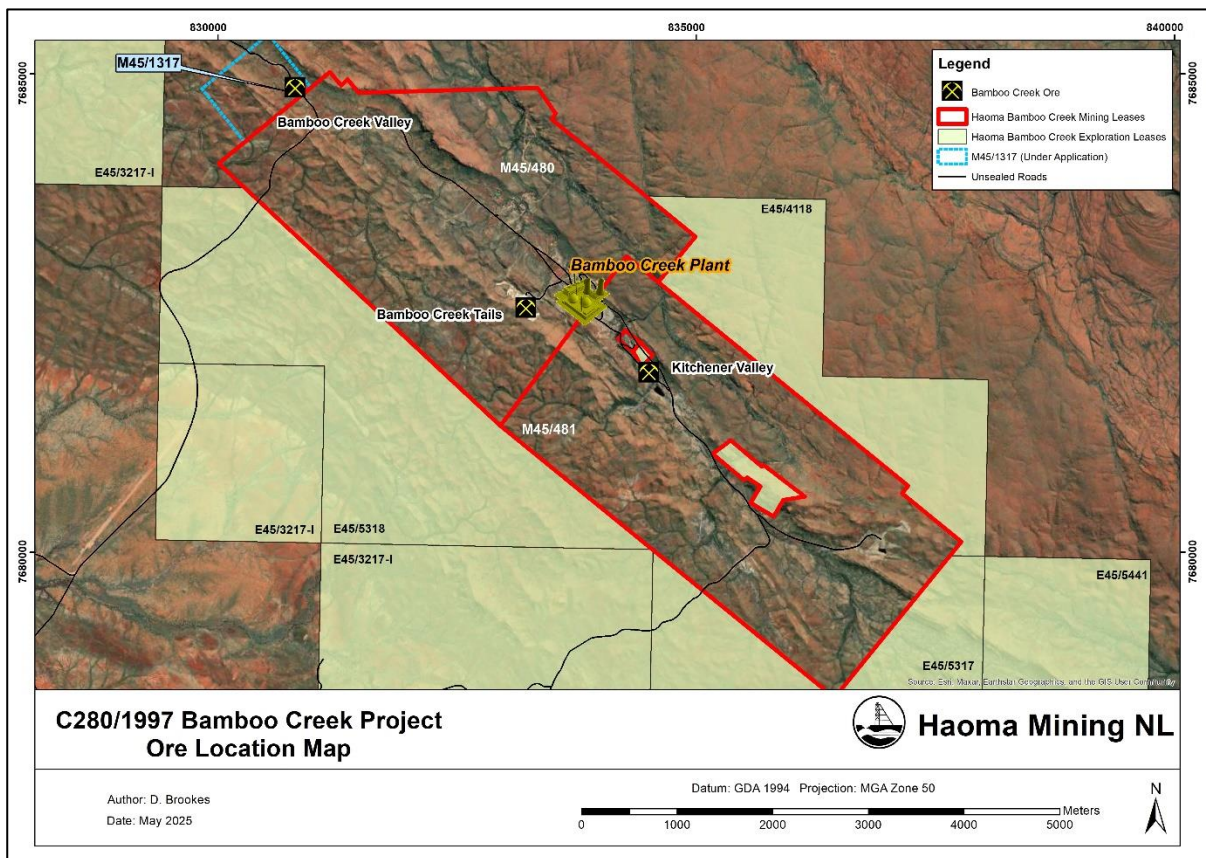 830000
835000
840000
7685000
7685000
7680000
7680000
M45/1317
Bamboo Creek Valley
M45/480
E45/3217-I
E45/4118
Bamboo Creek Plant
Bamboo Creek Tails
Kitchener Valley
M45/481
E45/3217-I
E45/5318
E45/3217-I
E45/5441
E45/5317
Legend
Bamboo Creek Ore
Haoma Bamboo Creek Mining Leases
Haoma Bamboo Creek Exploration Leases
M45/1317 (Under Application)
Unsealed Roads
Source: Esri, Maxar, Earthstar Geographics, and the GIS User Community
C280/1997 Bamboo Creek Project
Ore Location Map
Haoma Mining NL
Author: D. Brookes
Date: May 2025
Datum: GDA 1994 Projection: MGA Zone 50
Meters
0 1000 2000 3000 4000 5000
N